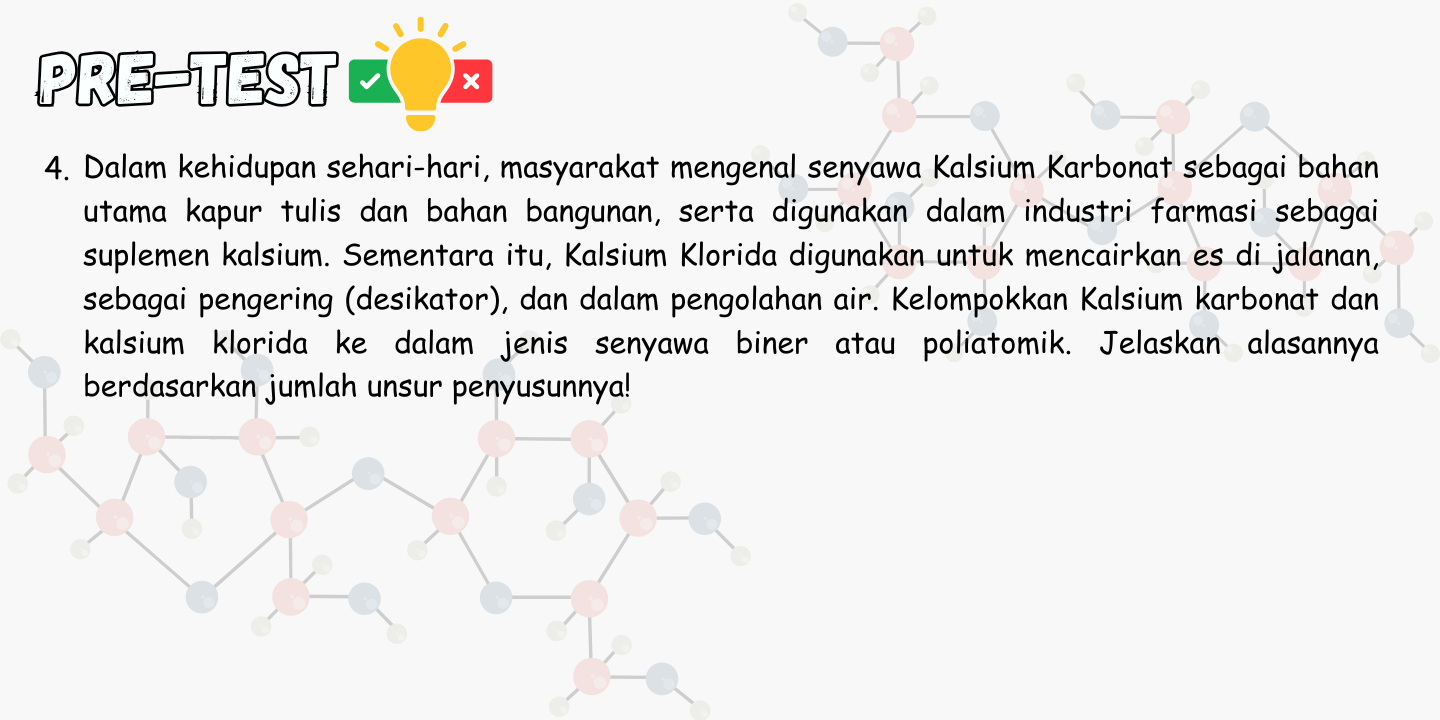 PRE-TEST
4. Dalam kehidupan sehari-hari, masyarakat mengenal senyawa Kalsium Karbonat sebagai bahan
utama kapur tulis dan bahan bangunan, serta digunakan dalam industri farmasi sebagai
suplemen kalsium. Sementara itu, Kalsium Klorida digunakan untuk mencairkan es di jalanan,
sebagai pengering (desikator), dan dalam pengolahan air. Kelompokkan Kalsium karbonat dan
kalsium klorida ke dalam jenis senyawa biner atau poliatomik. Jelaskan alasannya
berdasarkan jumlah unsur penyusunnya!